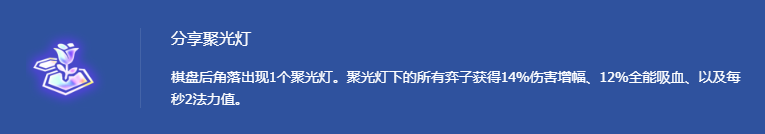 分享聚光灯
棋盘后角落出现1个聚光灯。聚光灯下的所有弈子获得14%伤害增幅、12%全能吸血、以及每
秒2法力值。